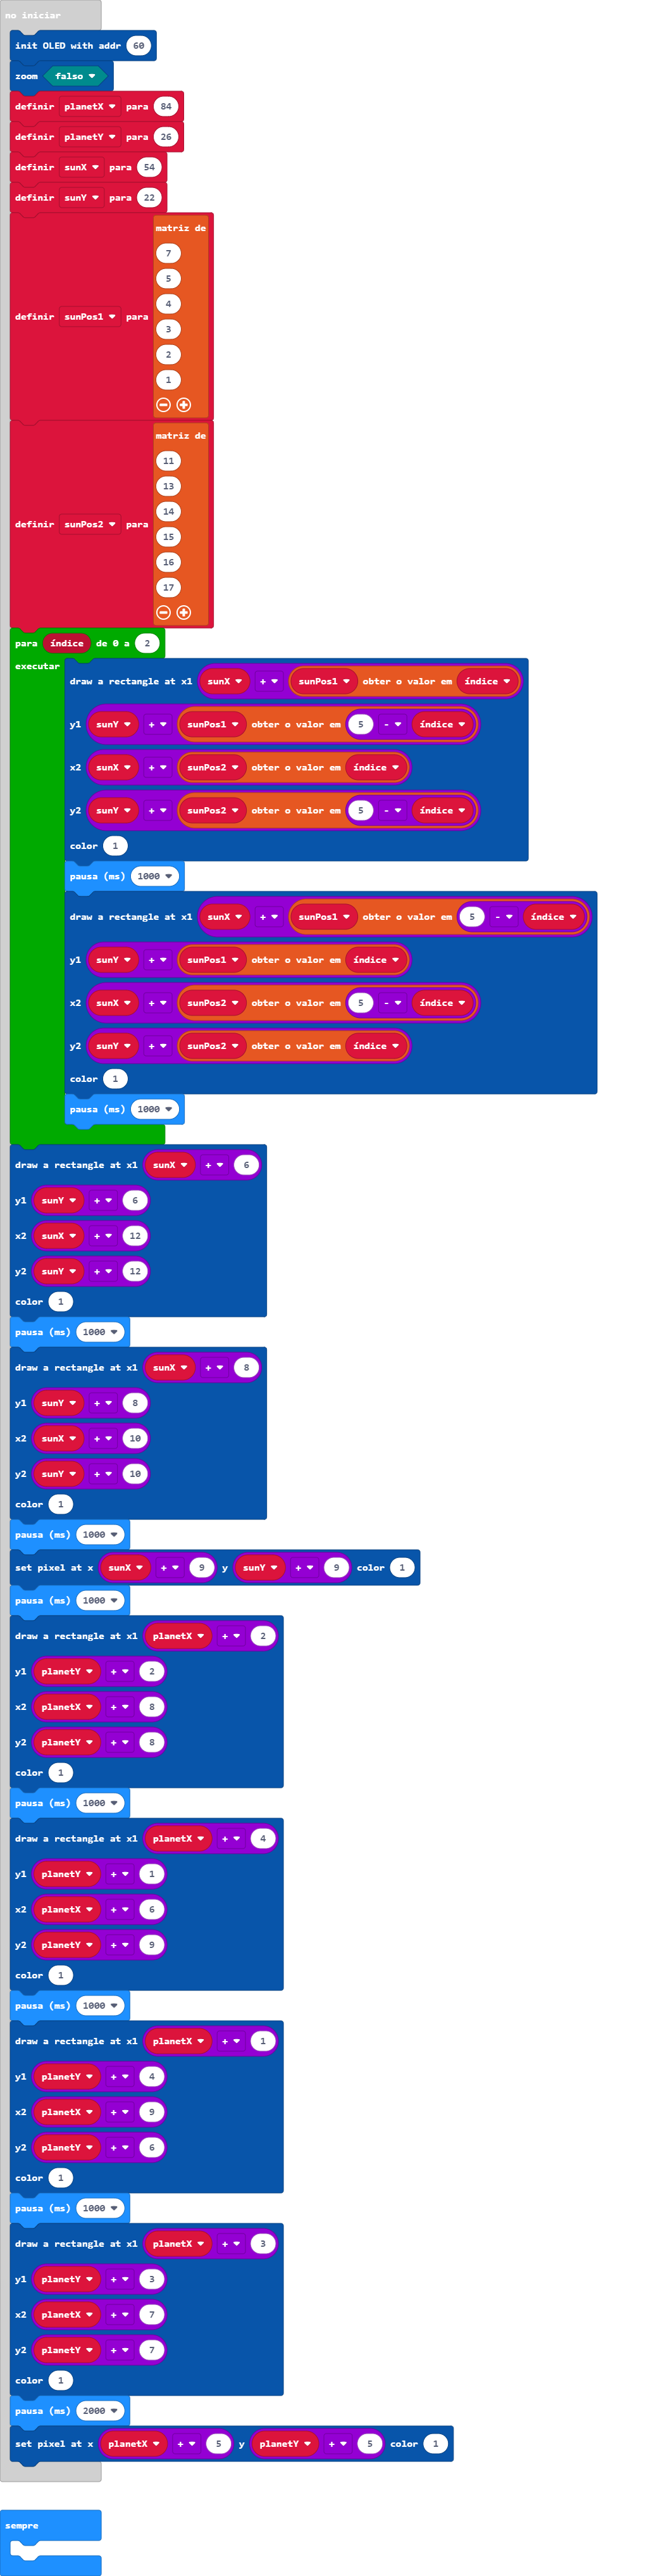 no iniciar
init OLED with addr 60
zoom falso
definir planetX para 84
definir planetY para 26
definir sunX para 54
definir sunY para 22
matriz de
7
5
4
definir sunPos1 para 3
2
1
matriz de
11
13
14
definir sunPos2 para 15
16
17
para índice de 0 a 2
executar
draw a rectangle at x1 sunX + sunPos1 obter o valor em índice
y1 sunY + sunPos1 obter o valor em 5 - índice
x2 sunX + sunPos2 obter o valor em índice
y2 sunY + sunPos2 obter o valor em 5 - índice
color 1
pausa (ms) 1000
draw a rectangle at x1 sunX + sunPos1 obter o valor em 5 - índice
y1 sunY + sunPos1 obter o valor em índice
x2 sunX + sunPos2 obter o valor em 5 - índice
y2 sunY + sunPos2 obter o valor em índice
color 1
pausa (ms) 1000
draw a rectangle at x1 sunX + 6
y1 sunY + 6
x2 sunX + 12
y2 sunY + 12
color 1
pausa (ms) 1000
draw a rectangle at x1 sunX + 8
y1 sunY + 8
x2 sunX + 10
y2 sunY + 10
color 1
pausa (ms) 1000
set pixel at x sunX + 9 y sunY + 9 color 1
pausa (ms) 1000
draw a rectangle at x1 planetX + 2
y1 planetY + 2
x2 planetX + 8
y2 planetY + 8
color 1
pausa (ms) 1000
draw a rectangle at x1 planetX + 4
y1 planetY + 1
x2 planetX + 6
y2 planetY + 9
color 1
pausa (ms) 1000
draw a rectangle at x1 planetX + 1
y1 planetY + 4
x2 planetX + 9
y2 planetY + 6
color 1
pausa (ms) 1000
draw a rectangle at x1 planetX + 3
y1 planetY + 3
x2 planetX + 7
y2 planetY + 7
color 1
pausa (ms) 2000
set pixel at x planetX + 5 y planetY + 5 color 1
sempre